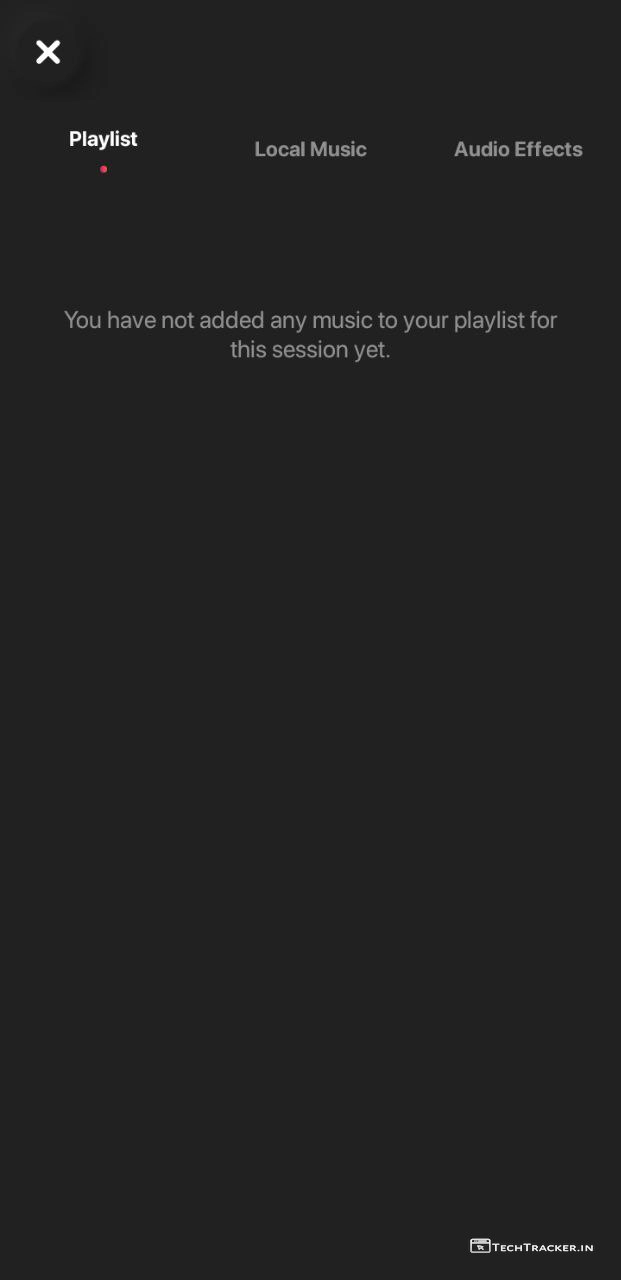 Playlist
Local Music
Audio Effects
You have not added any music to your playlist for
this session yet.
TECHTRACKER.IN